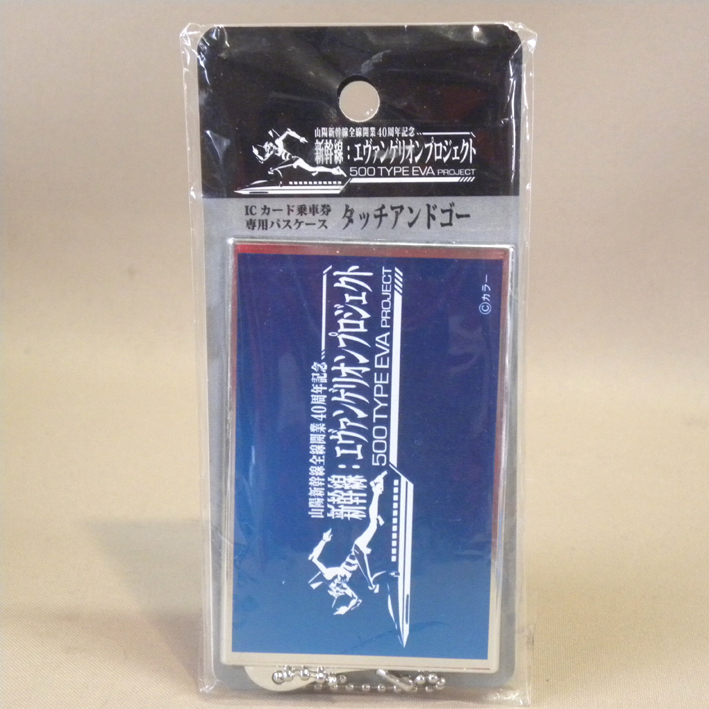 山陽新幹線全線開業40周年記念
新幹線：エヴァンゲリオンプロジェクト
500 TYPE EVA PROJECT
ICカード乗車券
専用パスケース
タッチアンドゴー
山陽新幹線全線開業40周年記念
新幹線：エヴァンゲリオンプロジェクト
500 TYPE EVA PROJECT
©カラー